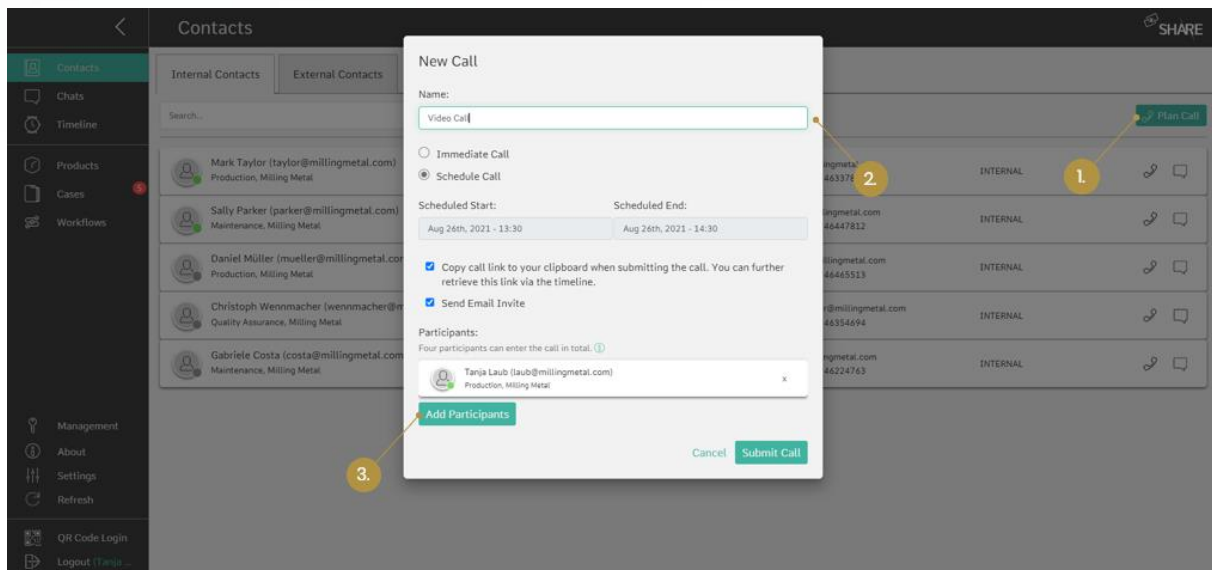 Contacts
SHARE
Contacts
Chats
Timeline
Products
Cases
5
Workflows
Management
About
Settings
Refresh
QR Code Login
Logout (Tanja ...
Internal Contacts
External Contacts
Search..
Plan Call
1.
Mark Taylor (taylor@millingmetal.com)
Production, Milling Metal
INTERNAL
Sally Parker (parker@millingmetal.com)
Maintenance, Milling Metal
46447812
INTERNAL
Daniel Müller (mueller@millingmetal.com
Production, Milling Metal
46465513
INTERNAL
Christoph Wennmacher (wennmacher@m
Quality Assurance, Milling Metal
r@millingmetal.com
46354694
INTERNAL
Gabriele Costa (costa@millingmetal.com
Maintenance, Milling Metal
46224763
INTERNAL
New Call
Name:
Video Call
2.
Immediate Call
Schedule Call
Scheduled Start:
Scheduled End:
Aug 26th, 2021 - 13:30
Aug 26th, 2021 - 14:30
Copy call link to your clipboard when submitting the call. You can further
retrieve this link via the timeline.
Send Email Invite
Participants:
Four participants can enter the call in total.
Tanja Laub (laub@millingmetal.com)
Production, Milling Metal
x
Add Participants
3.
Cancel
Submit Call